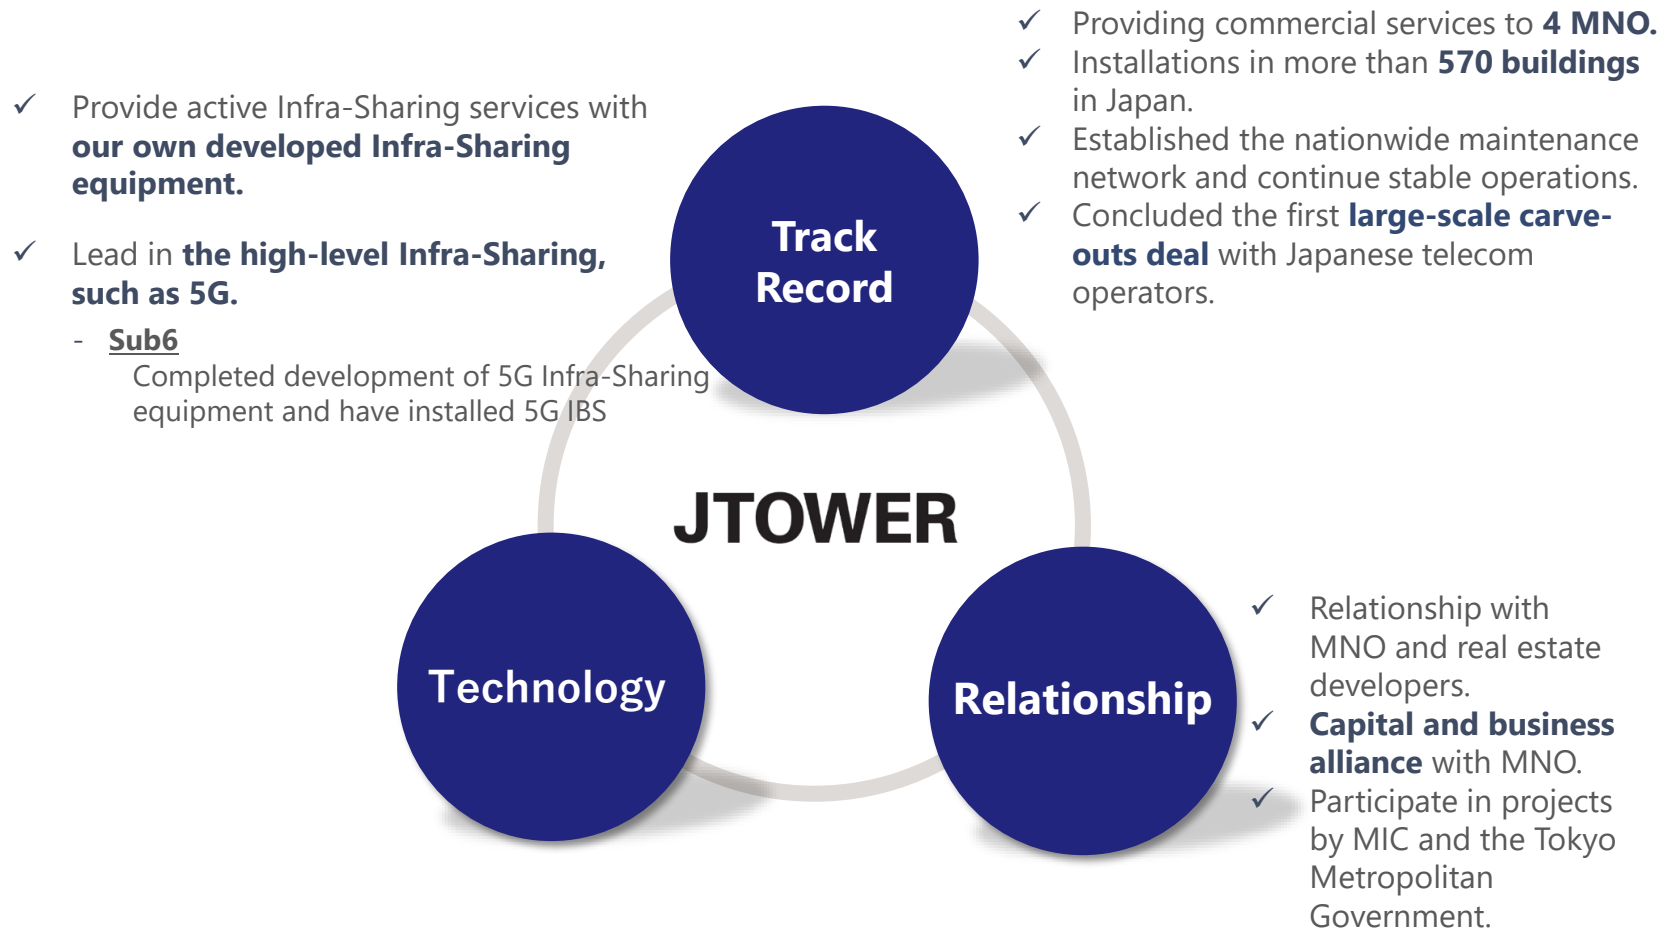 ✓ Provide active Infra-Sharing services with
our own developed Infra-Sharing
equipment.
✓ Lead in the high-level Infra-Sharing,
such as 5G.
- Sub6
Completed development of 5G Infra-Sharing
equipment and have installed 5G IBS
✓ Providing commercial services to 4 MNO.
✓ Installations in more than 570 buildings
in Japan.
✓ Established the nationwide maintenance
network and continue stable operations.
✓ Concluded the first large-scale carve-
outs deal with Japanese telecom
operators.
Track
Record
JTOWER
Technology
Relationship
✓ Relationship with
MNO and real estate
developers.
✓ Capital and business
alliance with MNO.
✓ Participate in projects
by MIC and the Tokyo
Metropolitan
Government.